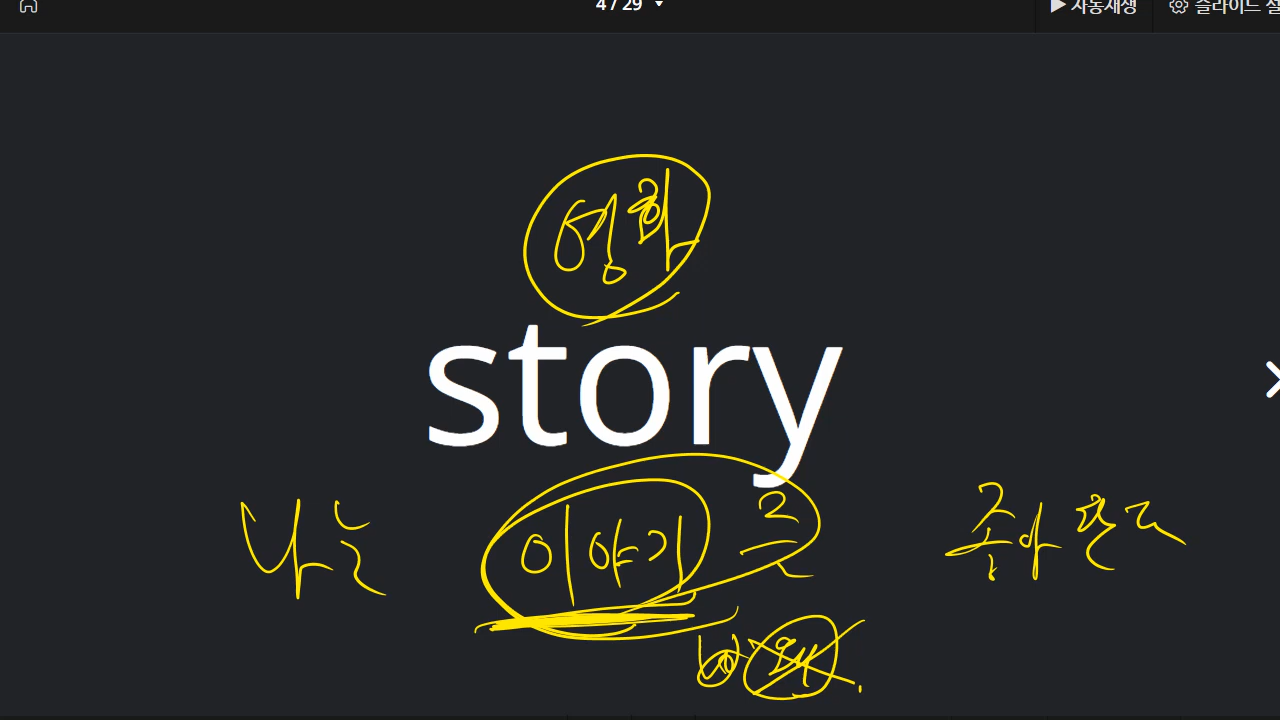 4 / 29
자동재생
슬라이드 설
영화
story
나는 이야기를 좋아한다